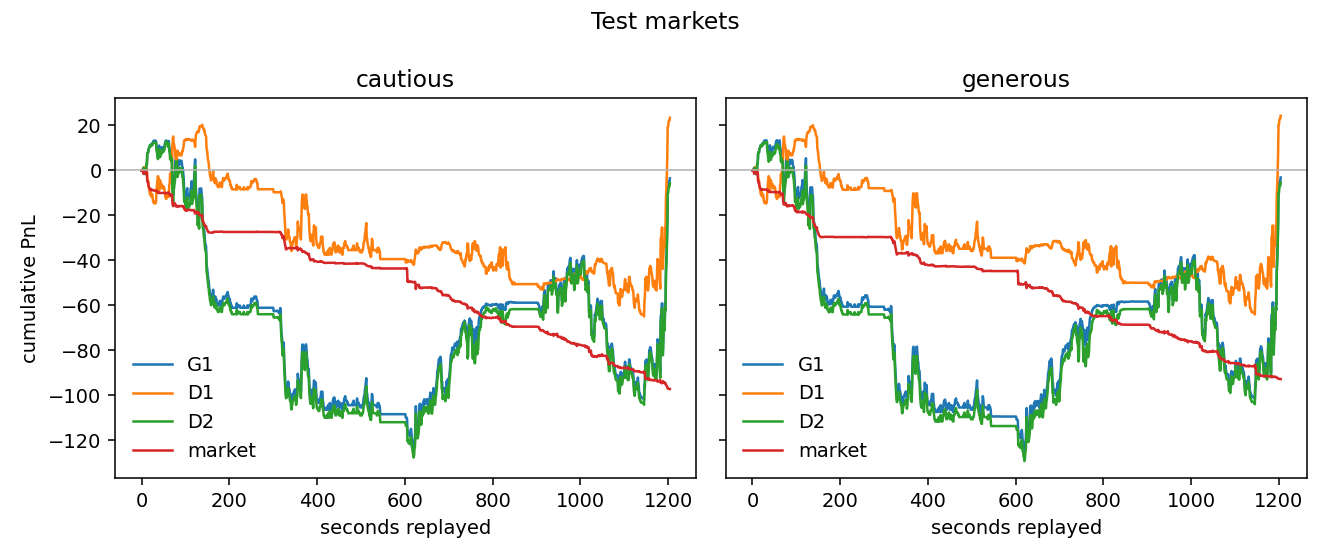 Test markets
cautious
generous
cumulative PnL
20
0
−20
−40
−60
−80
−100
−120
G1
D1
D2
market
G1
D1
D2
market
0 200 400 600 800 1000 1200
0 200 400 600 800 1000 1200
seconds replayed
seconds replayed